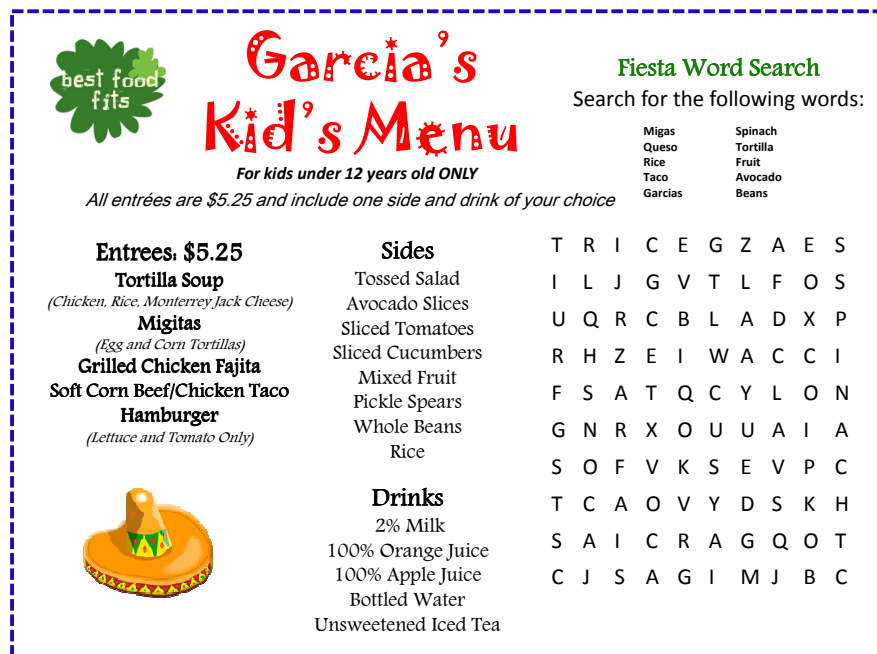 best food
fits
Garcia's
Kid's Menu
For kids under 12 years old ONLY
All entrées are $5.25 and include one side and drink of your choice
Entrees: $5.25
Tortilla Soup
(Chicken, Rice, Monterrey Jack Cheese)
Migitas
(Egg and Corn Tortillas)
Grilled Chicken Fajita
Soft Corn Beef/Chicken Taco
Hamburger
(Lettuce and Tomato Only)
Sides
Tossed Salad
Avocado Slices
Sliced Tomatoes
Sliced Cucumbers
Mixed Fruit
Pickle Spears
Whole Beans
Rice
Drinks
2% Milk
100% Orange Juice
100% Apple Juice
Bottled Water
Unsweetened Iced Tea
Fiesta Word Search
Search for the following words:
Migas Spinach
Queso Tortilla
Rice Fruit
Taco Avocado
Garcias Beans
T R I C E G Z A E S
I L J G V T L F O S
U Q R C B L A D X P
R H Z E I W A C C I
F S A T Q C Y L O N
G N R X O U U A I A
S O F V K S E V P C
T C A O V Y D S K H
S A I C R A G Q O T
C J S A G I M J B C